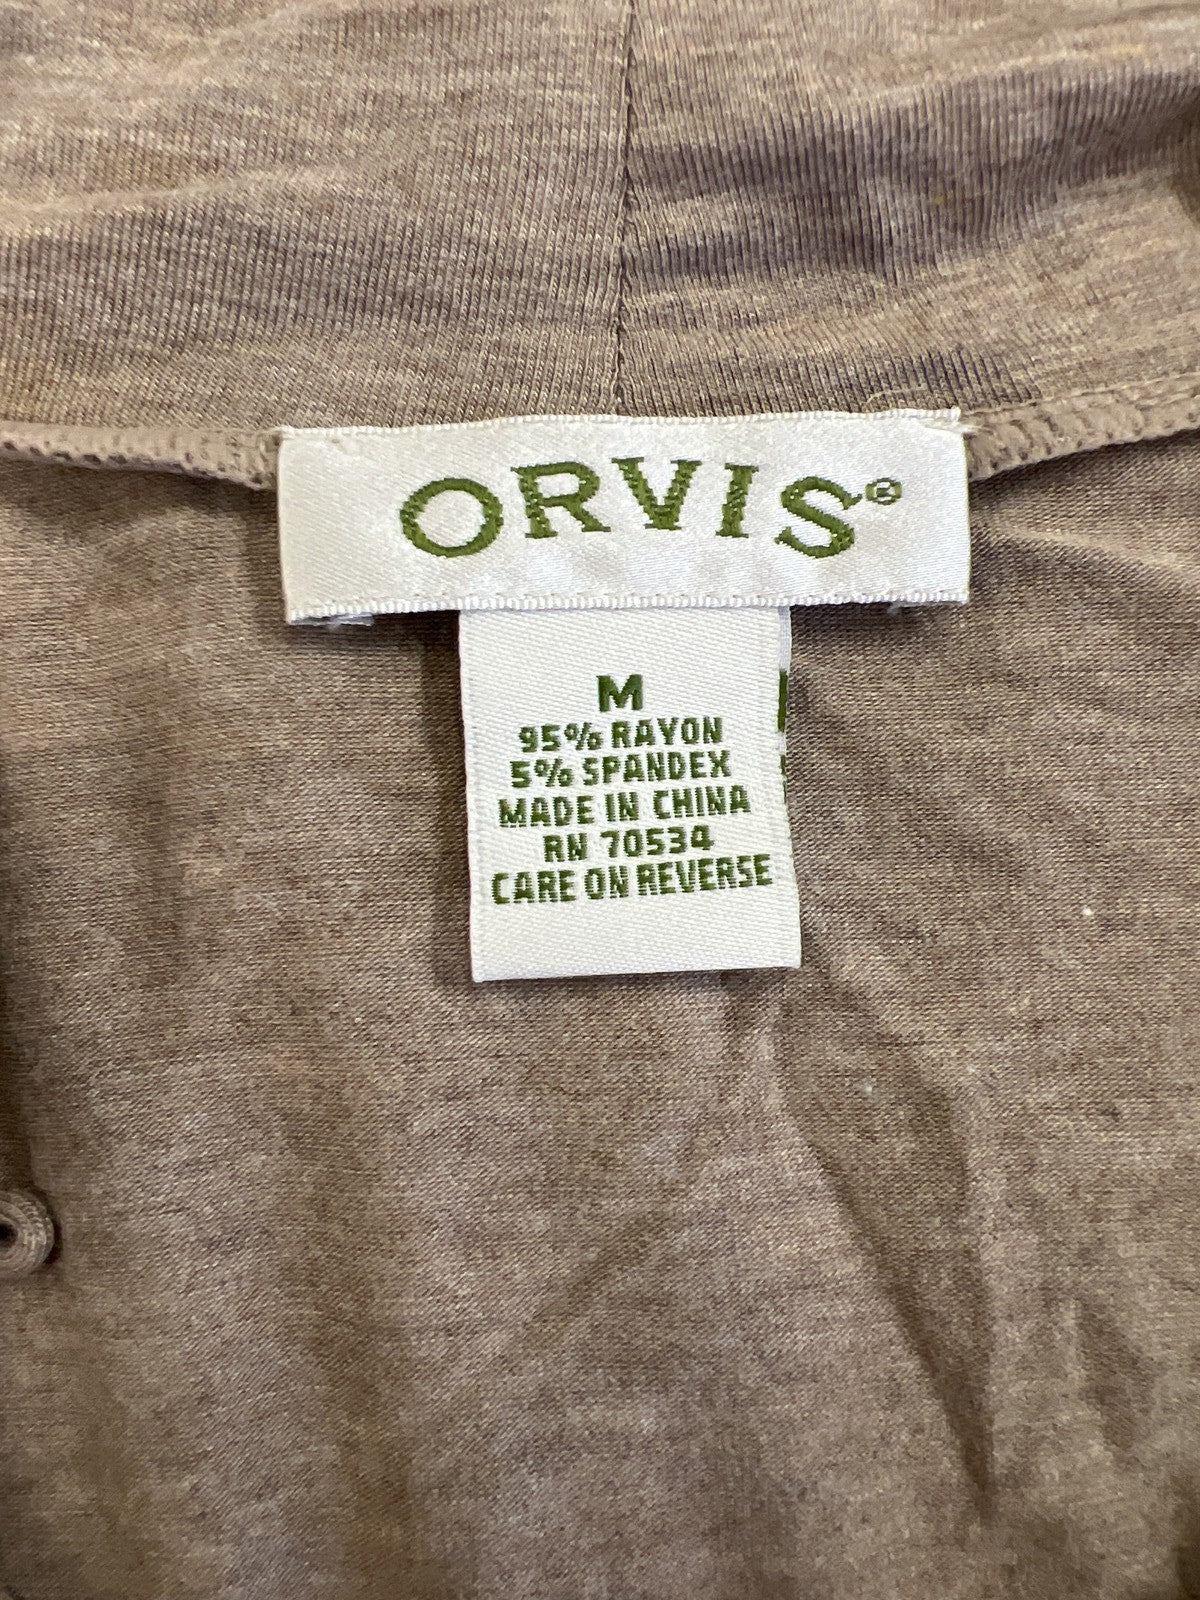 ORVIS®
M
95% RAYON
5% SPANDEX
MADE IN CHINA
RN 70534
CARE ON REVERSE